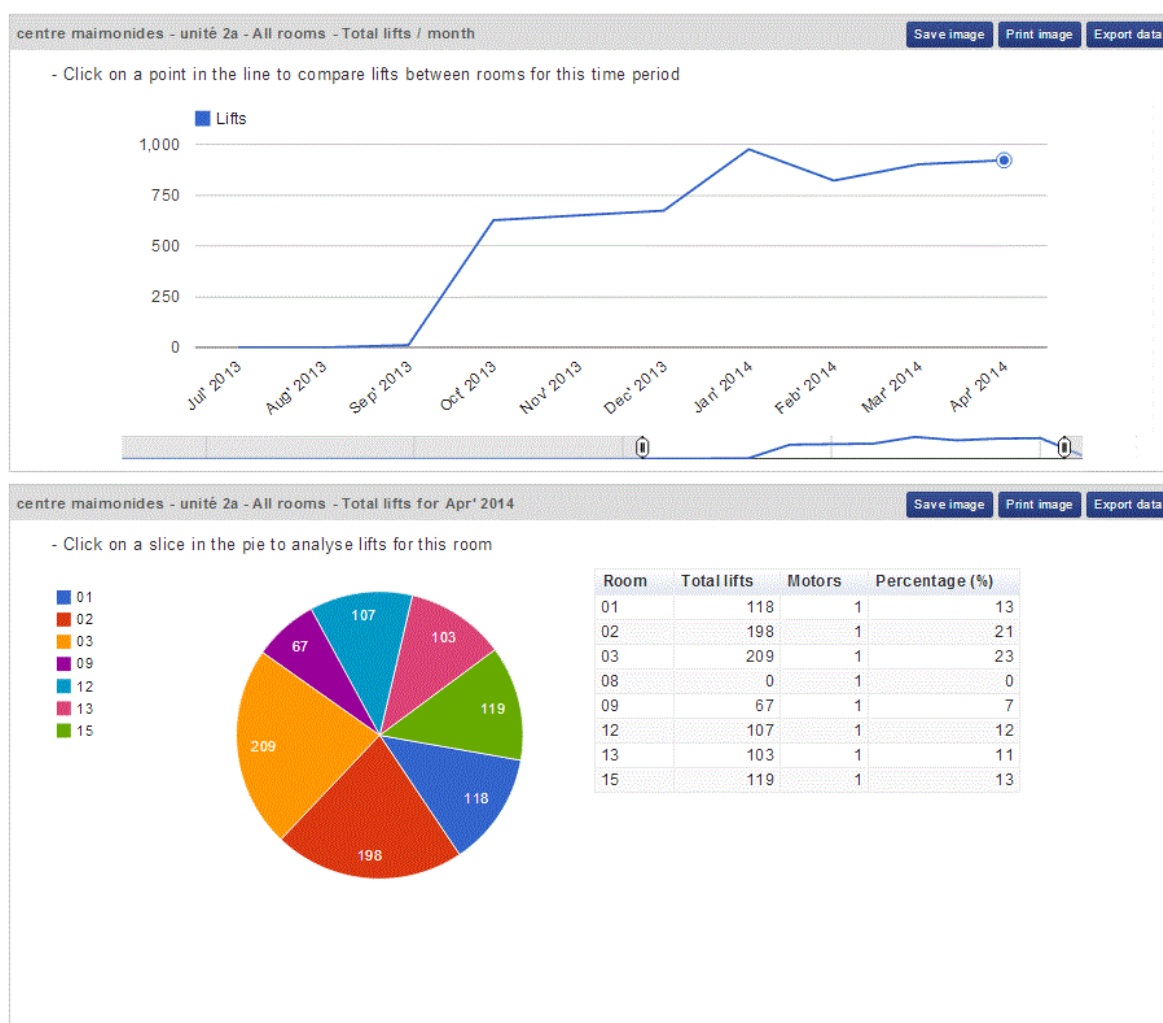 centre maimonides - unité 2a - All rooms - Total lifts / month Save image Print image Export data
- Click on a point in the line to compare lifts between rooms for this time period
Lifts
1,000
750
500
250
0
Jul' 2013 Aug' 2013 Sep' 2013 Oct' 2013 Nov' 2013 Dec' 2013 Jan' 2014 Feb' 2014 Mar' 2014 Apr' 2014
centre maimonides - unité 2a - All rooms - Total lifts for Apr' 2014 Save image Print image Export data
- Click on a slice in the pie to analyse lifts for this room
01
02
03
09
12
13
15
107
103
67
119
209
118
198
Room Total lifts Motors Percentage (%)
01 118 1 13
02 198 1 21
03 209 1 23
08 0 1 0
09 67 1 7
12 107 1 12
13 103 1 11
15 119 1 13